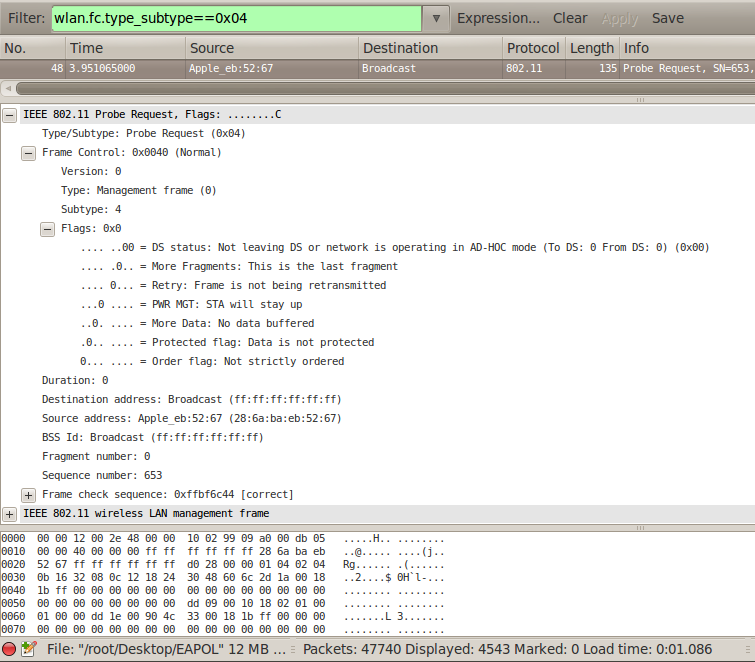 Filter: wlan.fc.type_subtype==0x04 Expression... Clear Apply Save
No. Time Source Destination Protocol Length Info
48 3.951065000 Apple_eb:52:67 Broadcast 802.11 135 Probe Request, SN=653,
IEEE 802.11 Probe Request, Flags: ........C
Type/Subtype: Probe Request (0x04)
Frame Control: 0x0040 (Normal)
Version: 0
Type: Management frame (0)
Subtype: 4
Flags: 0x0
.... ..00 = DS status: Not leaving DS or network is operating in AD-HOC mode (To DS: 0 From DS: 0) (0x00)
.... .0.. = More Fragments: This is the last fragment
.... 0... = Retry: Frame is not being retransmitted
...0 .... = PWR MGT: STA will stay up
..0. .... = More Data: No data buffered
.0.. .... = Protected flag: Data is not protected
0... .... = Order flag: Not strictly ordered
Duration: 0
Destination address: Broadcast (ff:ff:ff:ff:ff:ff)
Source address: Apple_eb:52:67 (28:6a:ba:eb:52:67)
BSS Id: Broadcast (ff:ff:ff:ff:ff:ff)
Fragment number: 0
Sequence number: 653
Frame check sequence: 0xffbf6c44 [correct]
IEEE 802.11 wireless LAN management frame
0000 00 00 12 00 2e 48 00 00 10 02 99 09 a0 00 db 05 .....H.. ........
0010 00 00 40 00 00 00 ff ff ff ff ff ff 28 6a ba eb ..@..... ....(j..
0020 52 67 ff ff ff ff ff ff d0 28 00 00 01 04 02 04 Rg...... .(......
0030 0b 16 32 08 0c 12 18 24 30 48 60 6c 2d 1a 00 18 ..2....$ 0H`l-...
0040 1b ff 00 00 00 00 00 00 00 00 00 00 00 00 00 00 ........ ........
0050 00 00 00 00 00 00 00 00 dd 09 00 10 18 02 01 00 ........ ........
0060 01 00 00 dd 1e 00 90 4c 33 00 18 1b ff 00 00 00 .......L 3.......
0070 00 00 00 00 00 00 00 00 00 00 00 00 00 00 00 00 ........ ........
File: "/root/Desktop/EAPOL" 12 MB ... Packets: 47740 Displayed: 4543 Marked: 0 Load time: 0:01.086